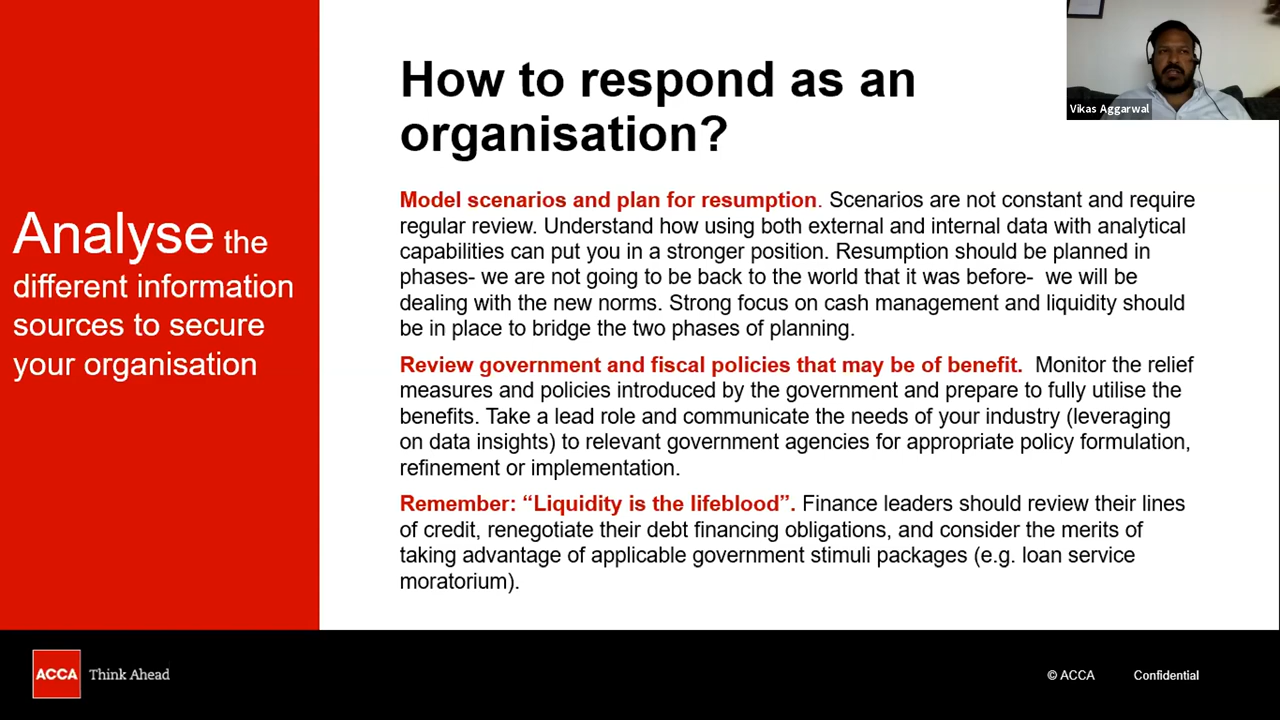 How to respond as an
organisation?
Vikas Aggarwal
Analyse the
different information
sources to secure
your organisation
Model scenarios and plan for resumption. Scenarios are not constant and require
regular review. Understand how using both external and internal data with analytical
capabilities can put you in a stronger position. Resumption should be planned in
phases- we are not going to be back to the world that it was before-  we will be
dealing with the new norms. Strong focus on cash management and liquidity should
be in place to bridge the two phases of planning.
Review government and fiscal policies that may be of benefit.  Monitor the relief
measures and policies introduced by the government and prepare to fully utilise the
benefits. Take a lead role and communicate the needs of your industry (leveraging
on data insights) to relevant government agencies for appropriate policy formulation,
refinement or implementation.
Remember: “Liquidity is the lifeblood”. Finance leaders should review their lines
of credit, renegotiate their debt financing obligations, and consider the merits of
taking advantage of applicable government stimuli packages (e.g. loan service
moratorium).
ACCA Think Ahead
© ACCA Confidential